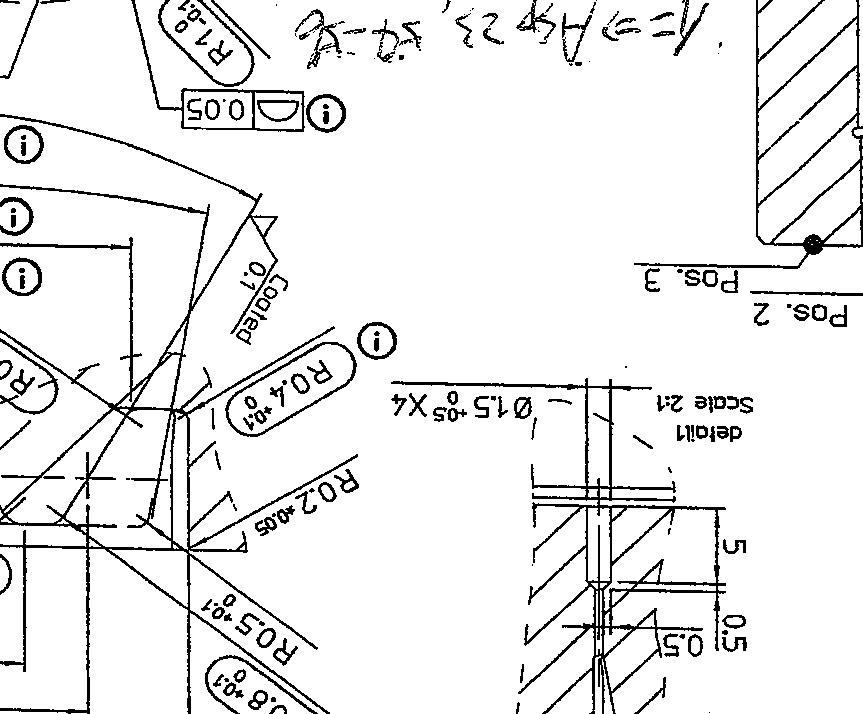 0.8 +0.1 0
0.5
0.5
R0.5 +0.1 0
5
R0.2±0.05
detail1
Scale 2:1
Ø1.5 +0.5 0 X4
R0.4 +0.1 0
i
Pos. 2
Pos. 3
Coated
0.1
i
i
i
i
0.05
R1 0 -0.1